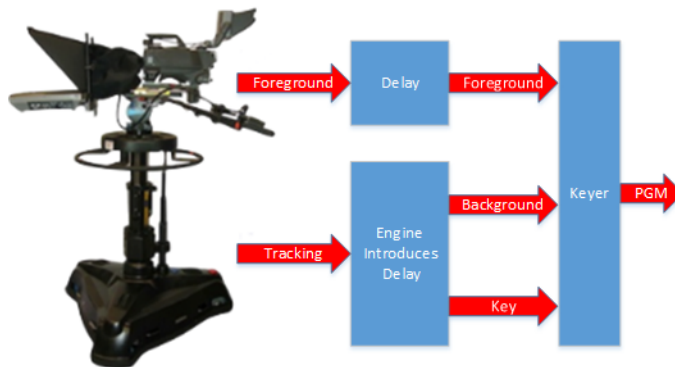 Foreground
Delay
Foreground
Tracking
Engine
Introduces
Delay
Background
Key
Keyer
PGM